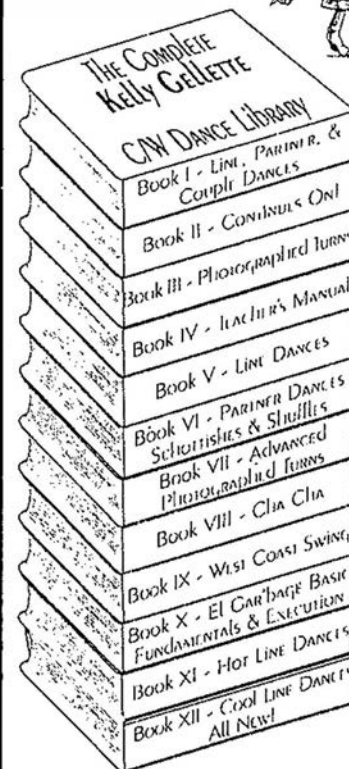 The Complete
Kelly Gellette
C/W Dance Library
Book I - Line, Partner, &
Couple Dances
Book II - Continues On!
Book III - Photographed Turns
Book IV - Teacher's Manual
Book V - Line Dances
Book VI - Partner Dances
Schottishes & Shuffles
Book VII - Advanced
Photographed Turns
Book VIII - Cha Cha
Book IX - West Coast Swing
Book X - El Gar'bage Basic
Fundamentals & Execution
Book XI - Hot Line Dances
Book XII - Cool Line Dances
All New!